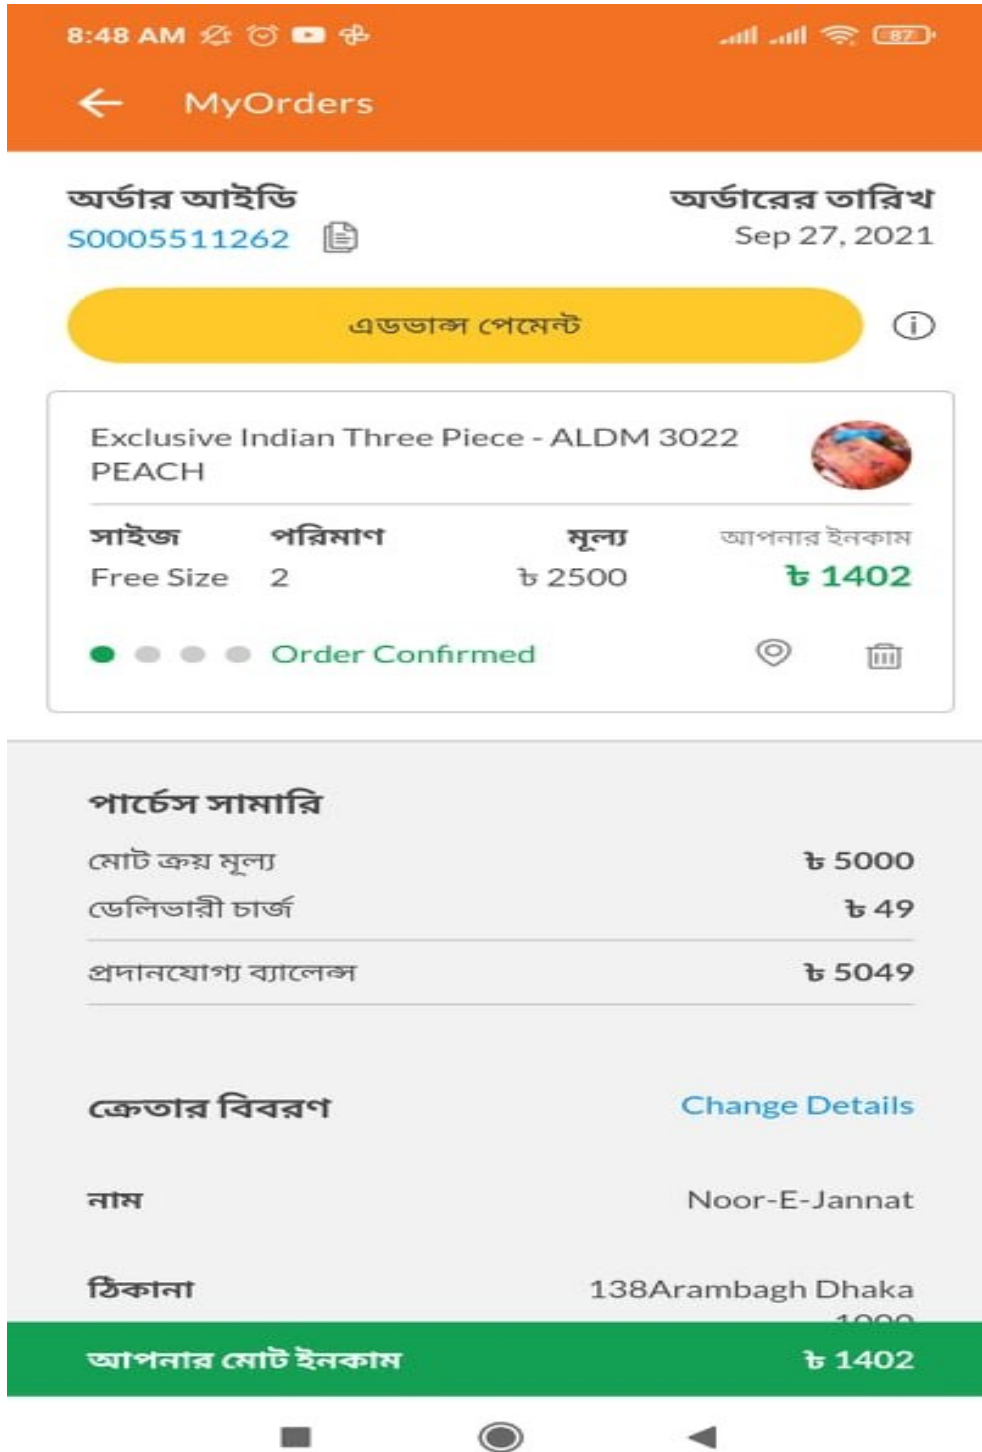 8:48 AM 87
MyOrders
অর্ডার আইডি
S0005511262
অর্ডারের তারিখ
Sep 27, 2021
এডভান্স পেমেন্ট
Exclusive Indian Three Piece - ALDM 3022
PEACH
সাইজ পরিমাণ মূল্য আপনার ইনকাম
Free Size 2 ৳ 2500 ৳ 1402
Order Confirmed
পার্চেস সামারি
মোট ক্রয় মূল্য ৳ 5000
ডেলিভারী চার্জ ৳ 49
প্রদানযোগ্য ব্যালেন্স ৳ 5049
ক্রেতার বিবরণ Change Details
নাম Noor-E-Jannat
ঠিকানা 138Arambagh Dhaka
আপনার মোট ইনকাম ৳ 1402